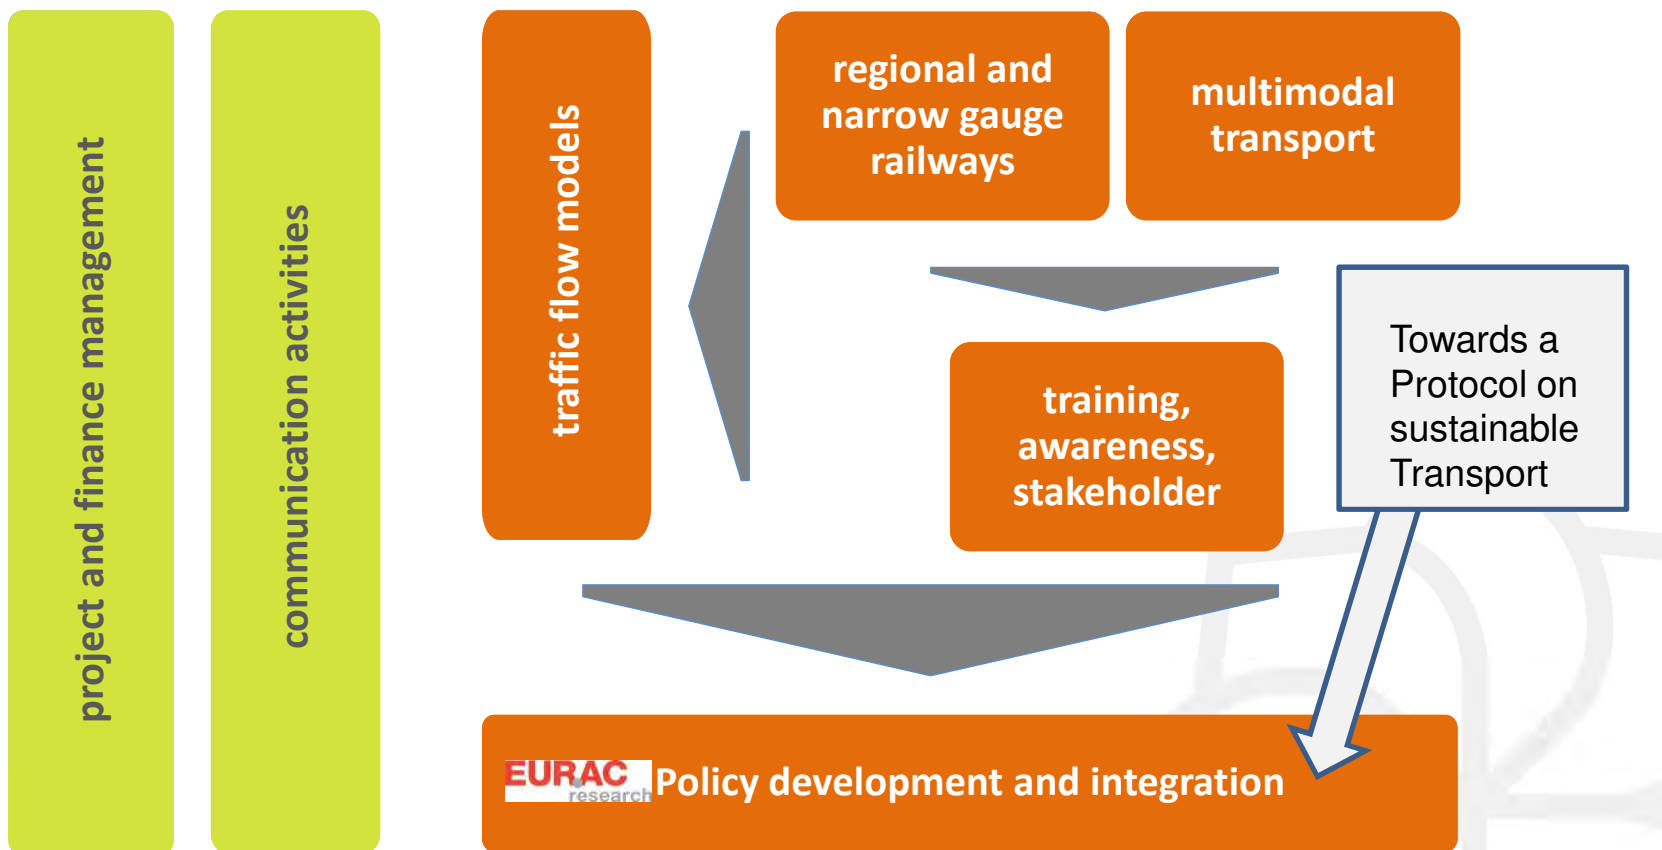 project and finance management
communication activities
traffic flow models
regional and
narrow gauge
railways
multimodal
transport
training,
awareness,
stakeholder
Towards a
Protocol on
sustainable
Transport
EURAC
research
Policy development and integration